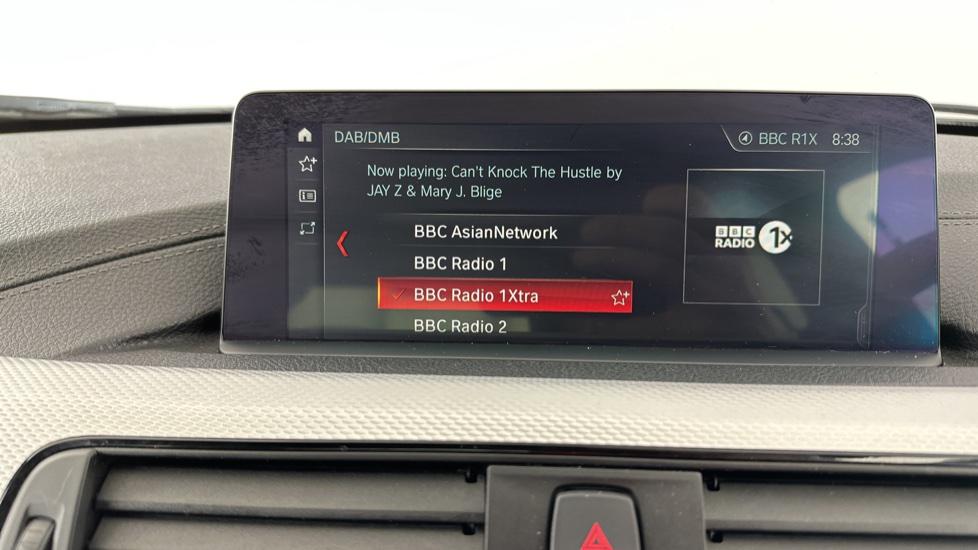 DAB/DMB
BBC R1X 8:38
Now playing: Can't Knock The Hustle by
JAY Z & Mary J. Blige
BBC AsianNetwork
BBC Radio 1
BBC Radio 1Xtra
BBC Radio 2
BBC
RADIO 1X